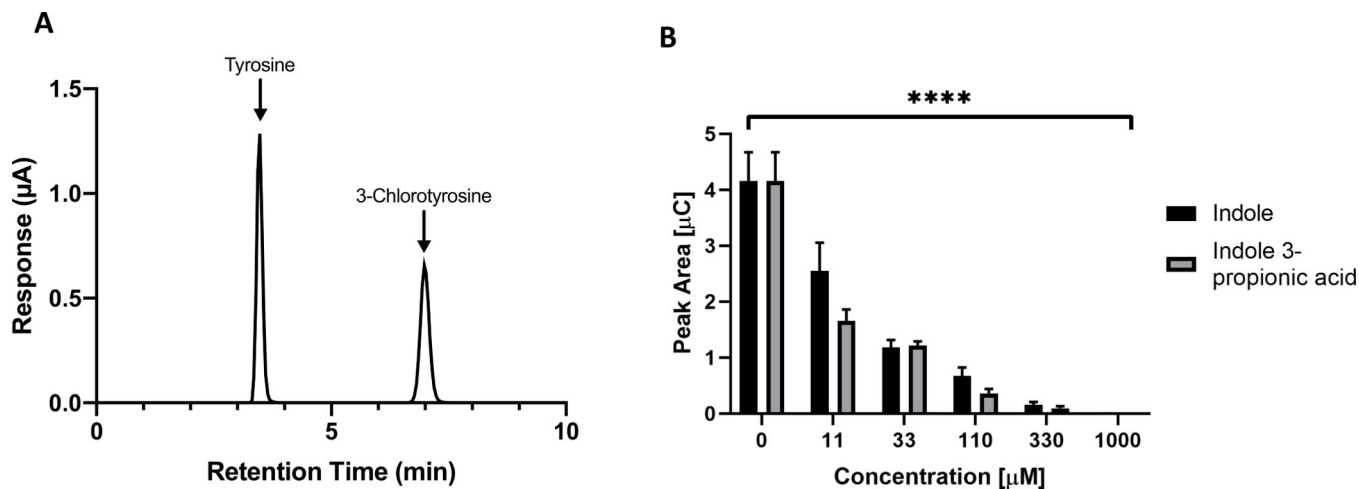 A
Tyrosine
3-Chlorotyrosine
Response (µA)
1.5
1.0
0.5
0.0
0
5
10
Retention Time (min)
B
****
Peak Area [µC]
5
4
3
2
1
0
0
11
33
110
330
1000
Concentration [µM]
Indole
Indole 3-
propionic acid